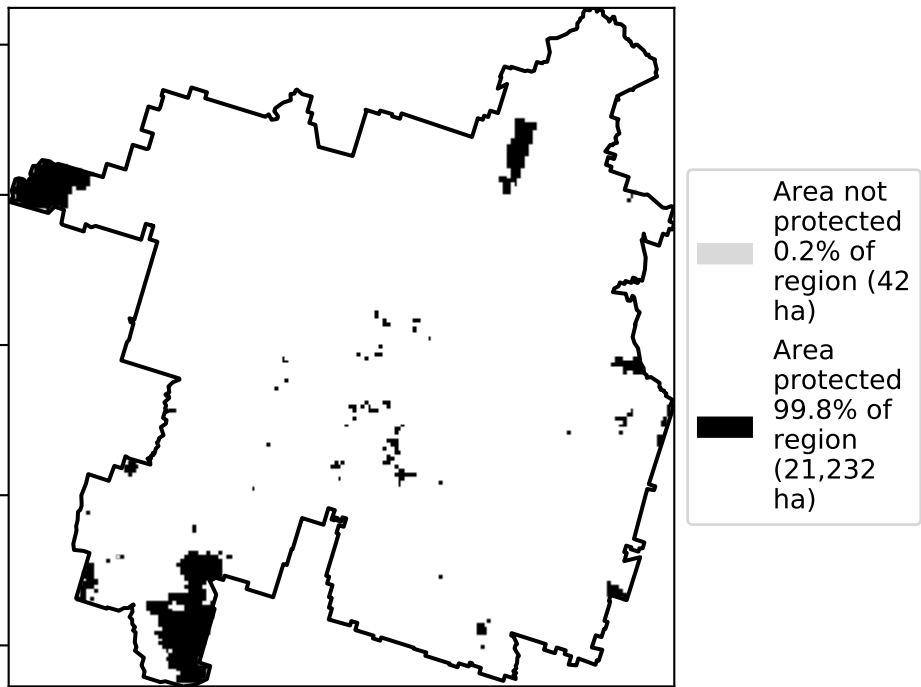 Area not
protected
0.2% of
region (42
ha)
Area
protected
99.8% of
region
(21,232
ha)